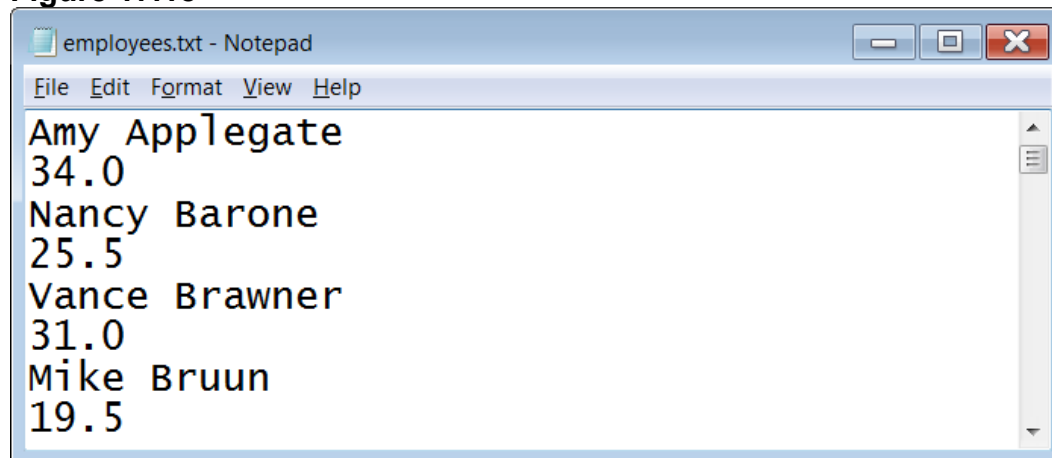 employees.txt - Notepad
File Edit Format View Help
Amy Applegate
34.0
Nancy Barone
25.5
Vance Brawner
31.0
Mike Bruun
19.5